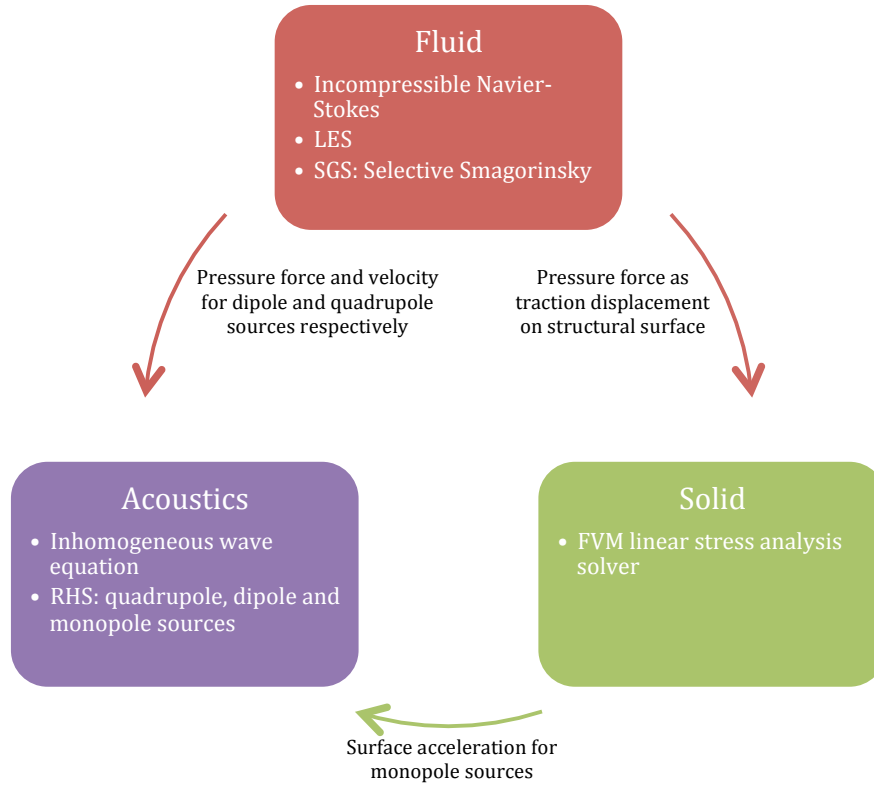 Fluid
• Incompressible Navier-
Stokes
• LES
• SGS: Selective Smagorinsky
Pressure force and velocity
for dipole and quadrupole
sources respectively
Pressure force as
traction displacement
on structural surface
Acoustics
• Inhomogeneous wave
equation
• RHS: quadrupole, dipole and
monopole sources
Solid
• FVM linear stress analysis
solver
Surface acceleration for
monopole sources